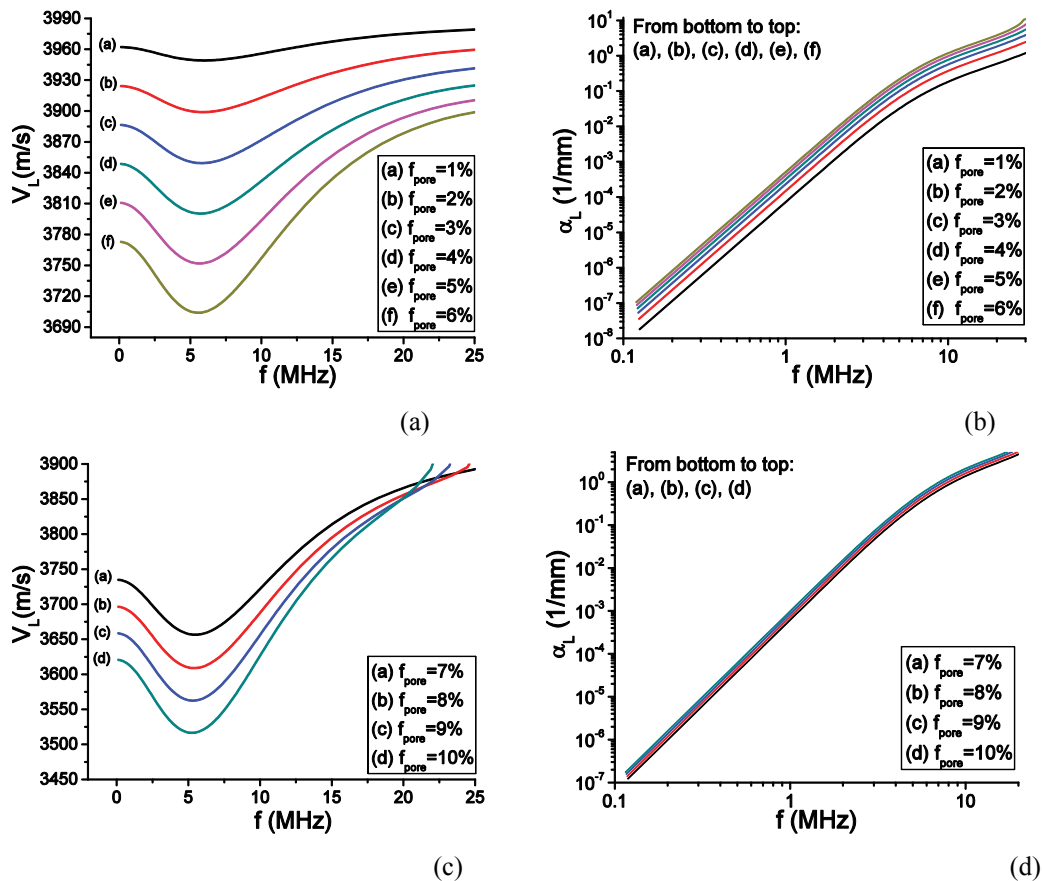 3990
3960
3930
3900
3870
3840
3810
3780
3750
3720
3690
V_L(m/s)
(a)
(b)
(c)
(d)
(e)
(f)
(a) f_pore=1%
(b) f_pore=2%
(c) f_pore=3%
(d) f_pore=4%
(e) f_pore=5%
(f) f_pore=6%
0 5 10 15 20 25
f (MHz)
(a)
10^1
10^0
10^-1
10^-2
10^-3
10^-4
10^-5
10^-6
10^-7
10^-8
α_L (1/mm)
From bottom to top:
(a), (b), (c), (d), (e), (f)
(a) f_pore=1%
(b) f_pore=2%
(c) f_pore=3%
(d) f_pore=4%
(e) f_pore=5%
(f) f_pore=6%
0.1 1 10
f (MHz)
(b)
3900
3850
3800
3750
3700
3650
3600
3550
3500
3450
V_L(m/s)
(a)
(b)
(c)
(d)
(a) f_pore=7%
(b) f_pore=8%
(c) f_pore=9%
(d) f_pore=10%
0 5 10 15 20 25
f (MHz)
(c)
10^0
10^-1
10^-2
10^-3
10^-4
10^-5
10^-6
10^-7
α_L (1/mm)
From bottom to top:
(a), (b), (c), (d)
(a) f_pore=7%
(b) f_pore=8%
(c) f_pore=9%
(d) f_pore=10%
0.1 1 10
f (MHz)
(d)